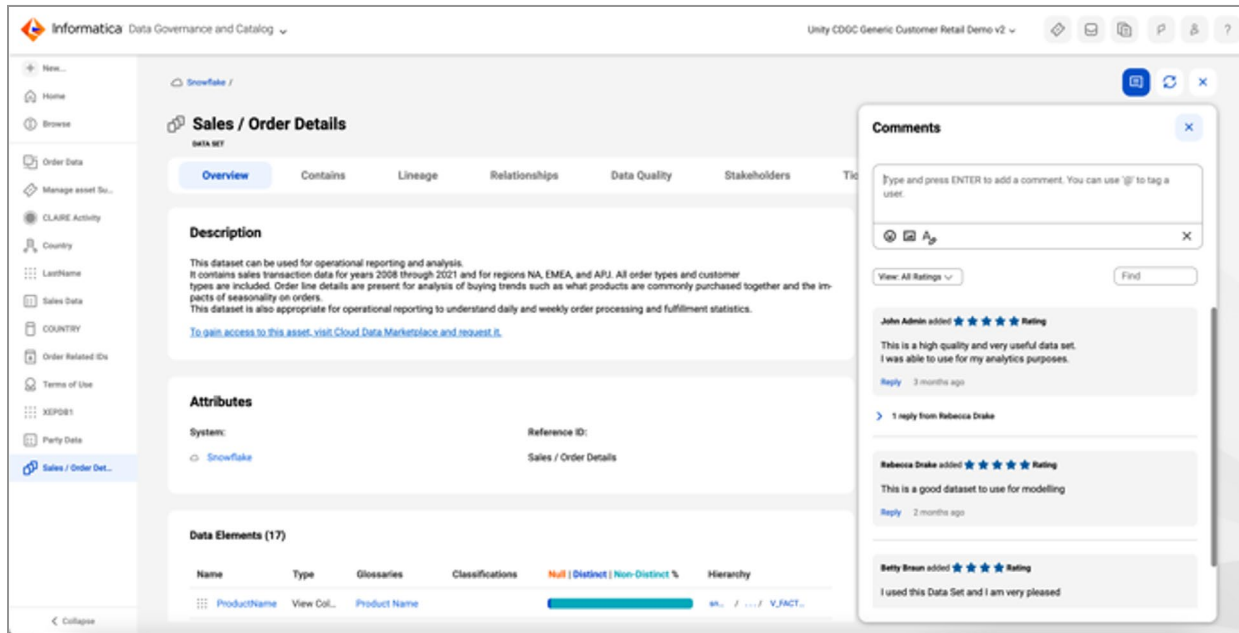 Informatica Data Governance and Catalog
Unity CDGC Generic Customer Retail Demo v2
?
New...
Home
Browse
Order Data
Manage asset Su...
CLAIRE Activity
Country
LastName
Sales Data
COUNTRY
Order Related IDs
Terms of Use
XEPDB1
Party Data
Sales / Order Det...
Collapse
Snowflake /
Sales / Order Details
DATA SET
Overview Contains Lineage Relationships Data Quality Stakeholders Tic
Description
This dataset can be used for operational reporting and analysis.
It contains sales transaction data for years 2008 through 2021 and for regions NA, EMEA, and APJ. All order types and customer
types are included. Order line details are present for analysis of buying trends such as what products are commonly purchased together and the im-
pacts of seasonality on orders.
This dataset is also appropriate for operational reporting to understand daily and weekly order processing and fulfillment statistics.
To gain access to this asset, visit Cloud Data Marketplace and request it.
Attributes
System: Reference ID:
Snowflake Sales / Order Details
Data Elements (17)
Name Type Glossaries Classifications Null | Distinct | Non-Distinct % Hierarchy
ProductName View Col... Product Name sn... / .../ V_FACT...
Comments
Type and press ENTER to add a comment. You can use '@' to tag a
user.
View: All Ratings Find
John Admin added ★ ★ ★ ★ ★ Rating
This is a high quality and very useful data set.
I was able to use for my analytics purposes.
Reply 3 months ago
1 reply from Rebecca Drake
Rebecca Drake added ★ ★ ★ ★ ★ Rating
This is a good dataset to use for modelling
Reply 2 months ago
Betty Braun added ★ ★ ★ ★ Rating
I used this Data Set and I am very pleased